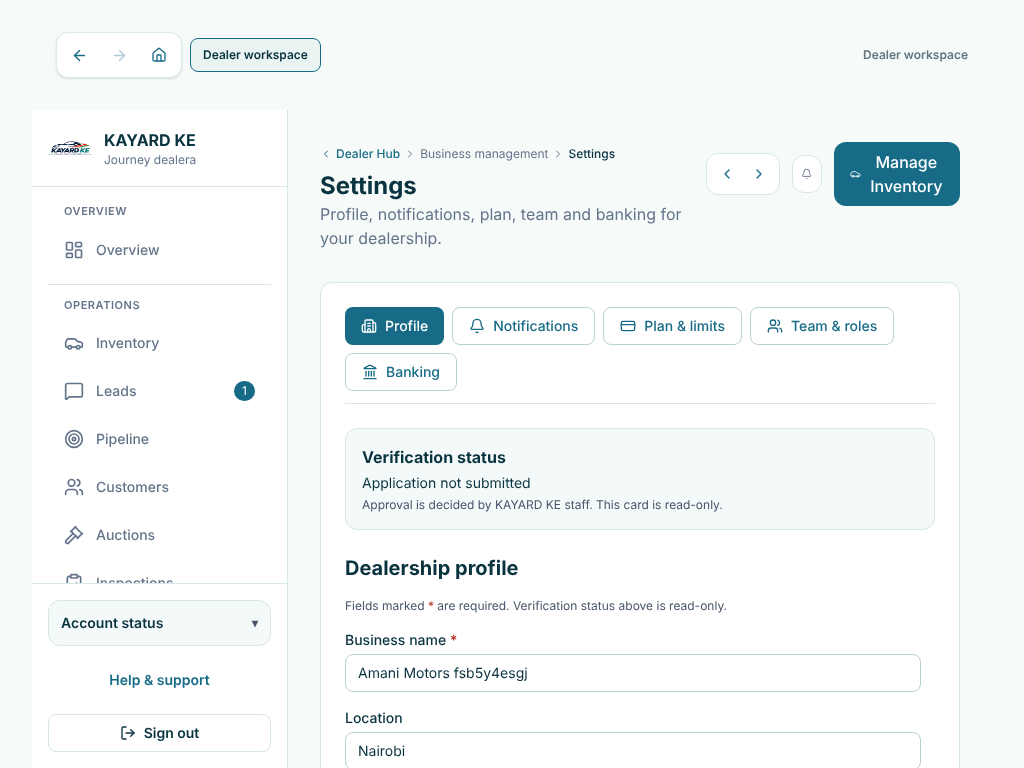 Dealer workspace
Dealer workspace
KAYARD KE
KAYARD KE
Journey dealera
OVERVIEW
Overview
OPERATIONS
Inventory
Leads
1
Pipeline
Customers
Auctions
Inspections
Account status
Help & support
Sign out
Dealer Hub
Business management
Settings
Settings
Profile, notifications, plan, team and banking for
your dealership.
Manage
Inventory
Profile
Notifications
Plan & limits
Team & roles
Banking
Verification status
Application not submitted
Approval is decided by KAYARD KE staff. This card is read-only.
Dealership profile
Fields marked * are required. Verification status above is read-only.
Business name *
Amani Motors fsb5y4esgj
Location
Nairobi